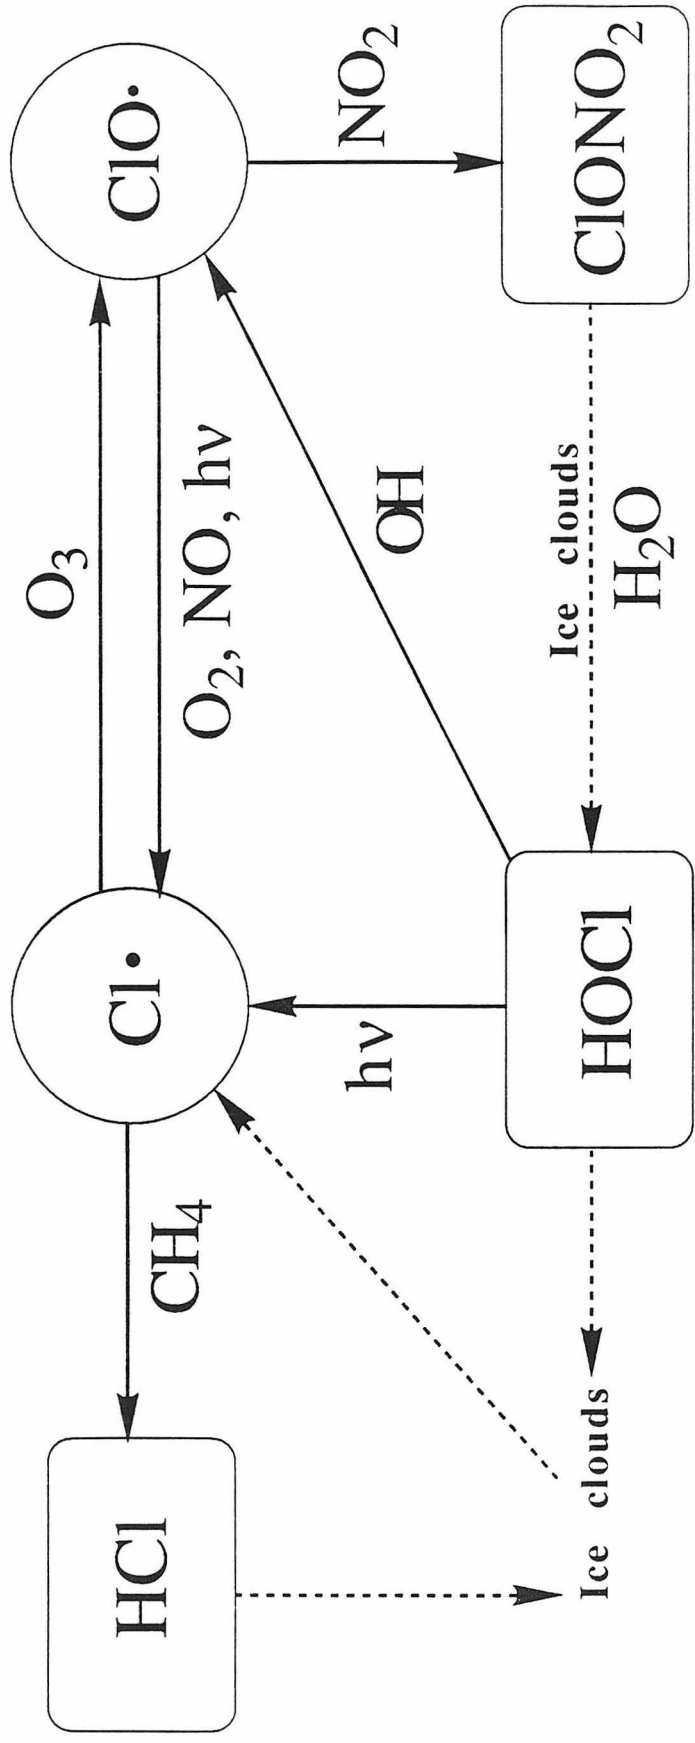 O3
HCl
CH4
Cl•
O2, NO, hν
ClO•
hν
OH
NO2
Ice clouds
HOCl
Ice clouds
H2O
ClONO2